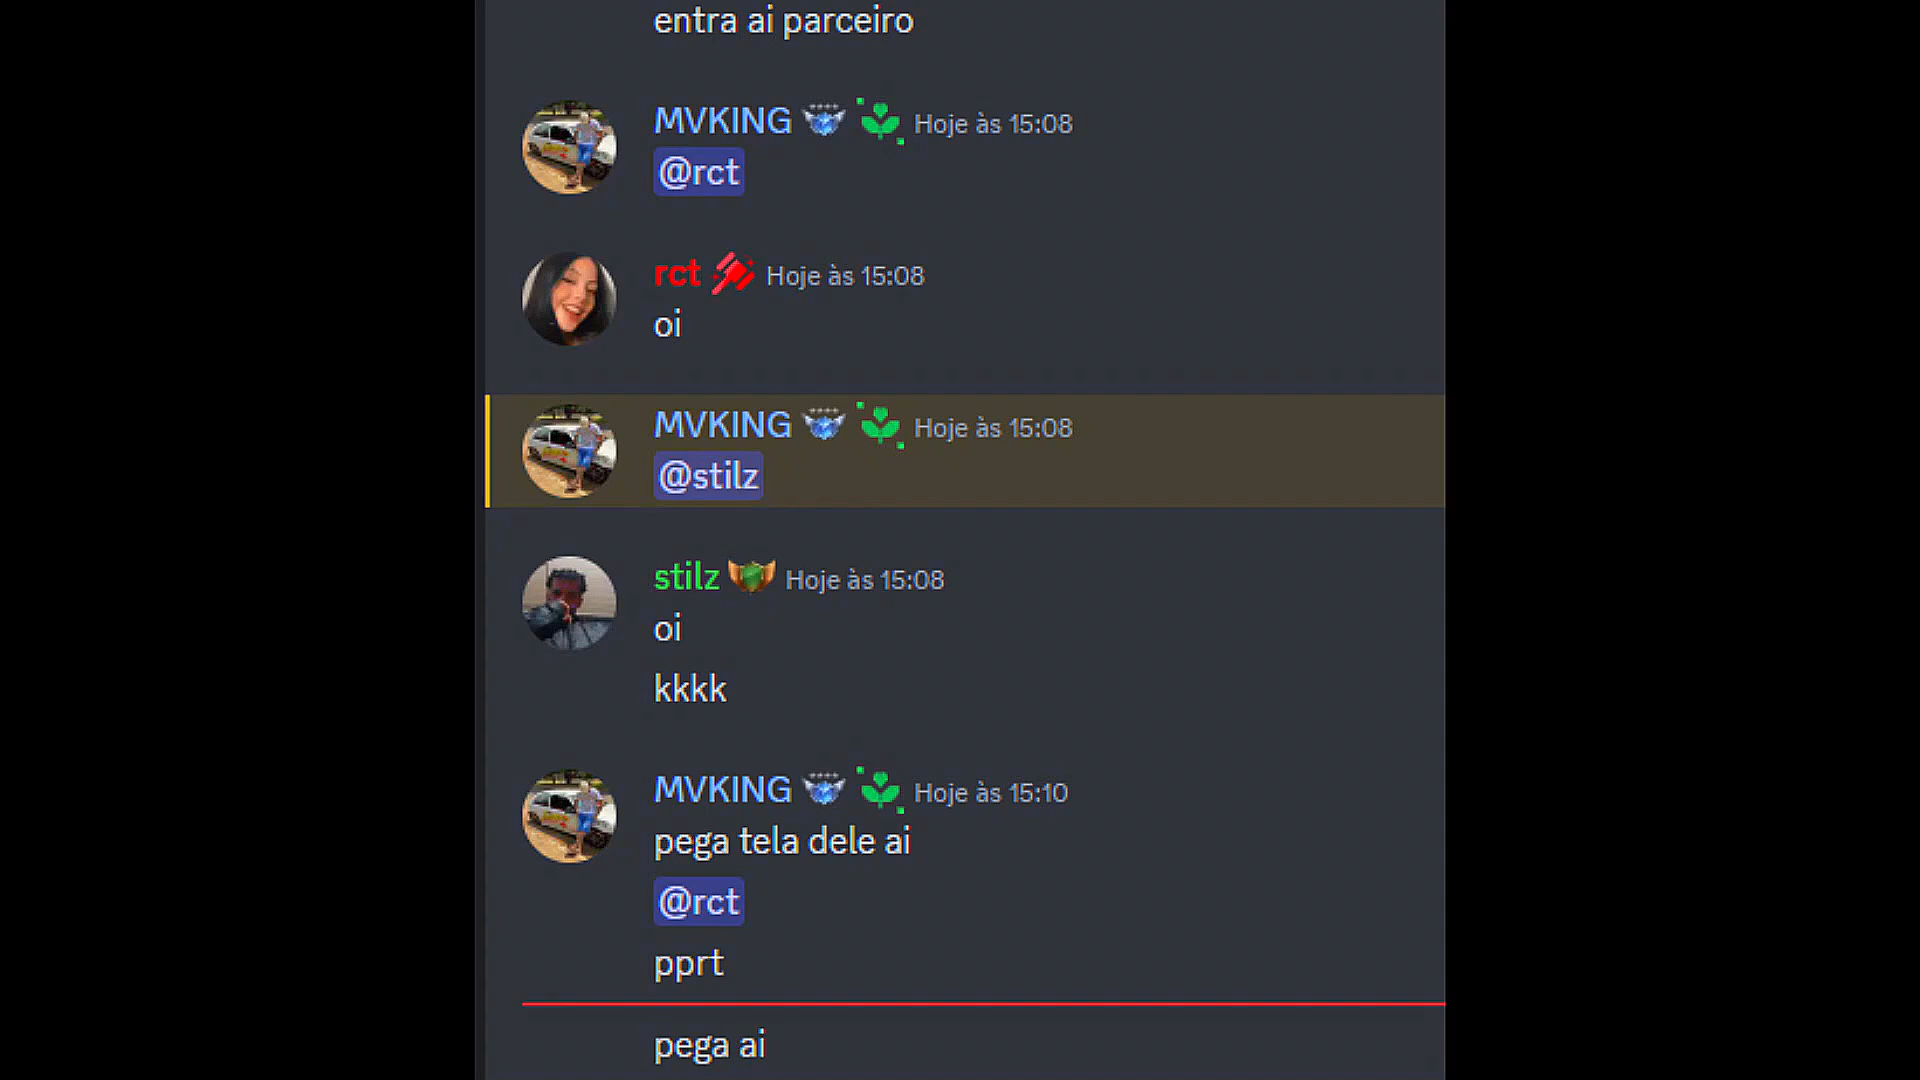 entra ai parceiro
MVKING Hoje às 15:08
@rct
rct Hoje às 15:08
oi
MVKING Hoje às 15:08
@stilz
stilz Hoje às 15:08
oi
kkkk
MVKING Hoje às 15:10
pega tela dele ai
@rct
pprt
pega ai